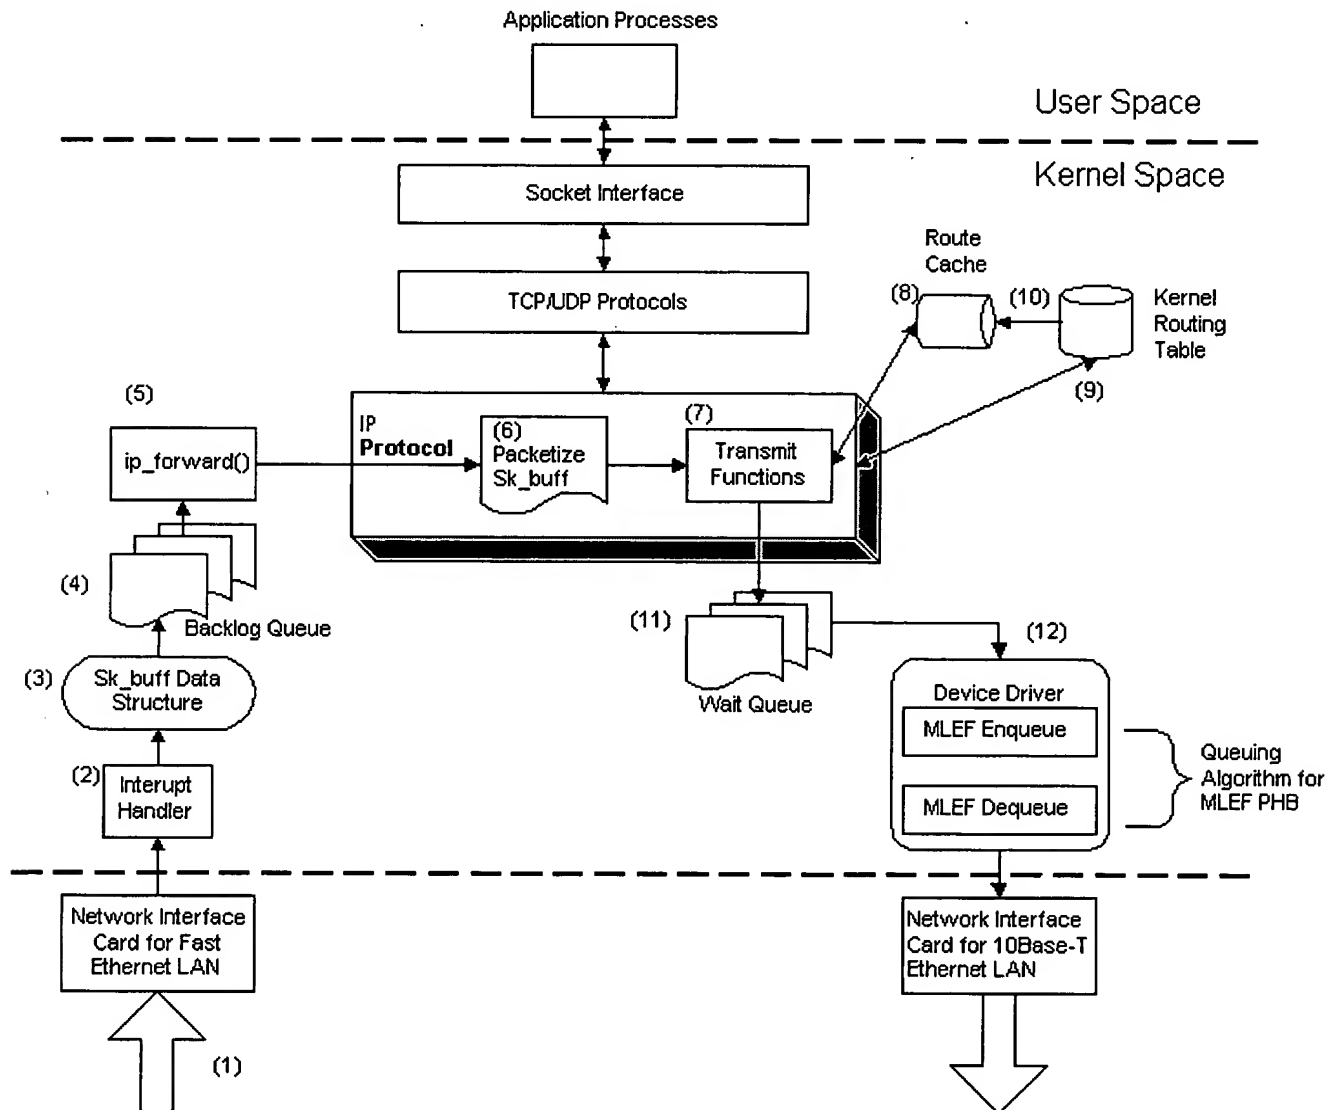 Application Processes
User Space
Kernel Space
Socket Interface
TCP/UDP Protocols
Route
Cache
(8)
(10)
Kernel
Routing
Table
(9)
(5)
ip_forward()
IP
Protocol
(6)
Packetize
Sk_buff
(7)
Transmit
Functions
(4)
Backlog Queue
(11)
Wait Queue
(12)
(3)
Sk_buff Data
Structure
Device Driver
MLEF Enqueue
MLEF Dequeue
Queuing
Algorithm for
MLEF PHB
(2)
Interupt
Handler
Network Interface
Card for Fast
Ethernet LAN
Network Interface
Card for 10Base-T
Ethernet LAN
(1)